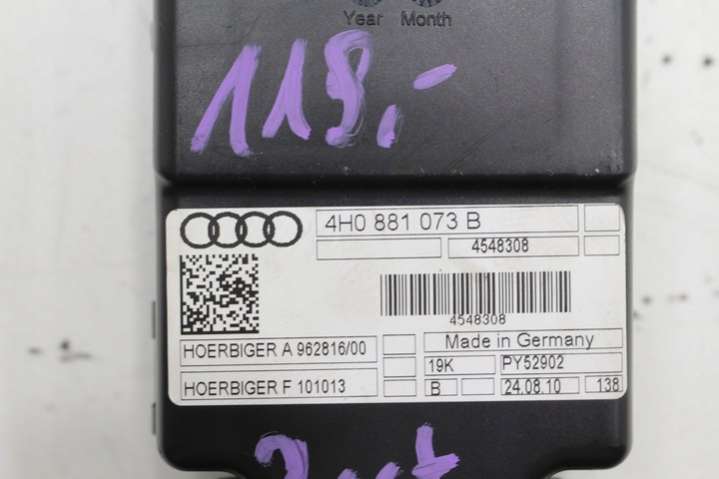 Year Month
119,-
4H0 881 073 B
4548308
4548308
HOERBIGER A 962816/00
Made in Germany
19K PY52902
HOERBIGER F 101013
B 24.08.10 138